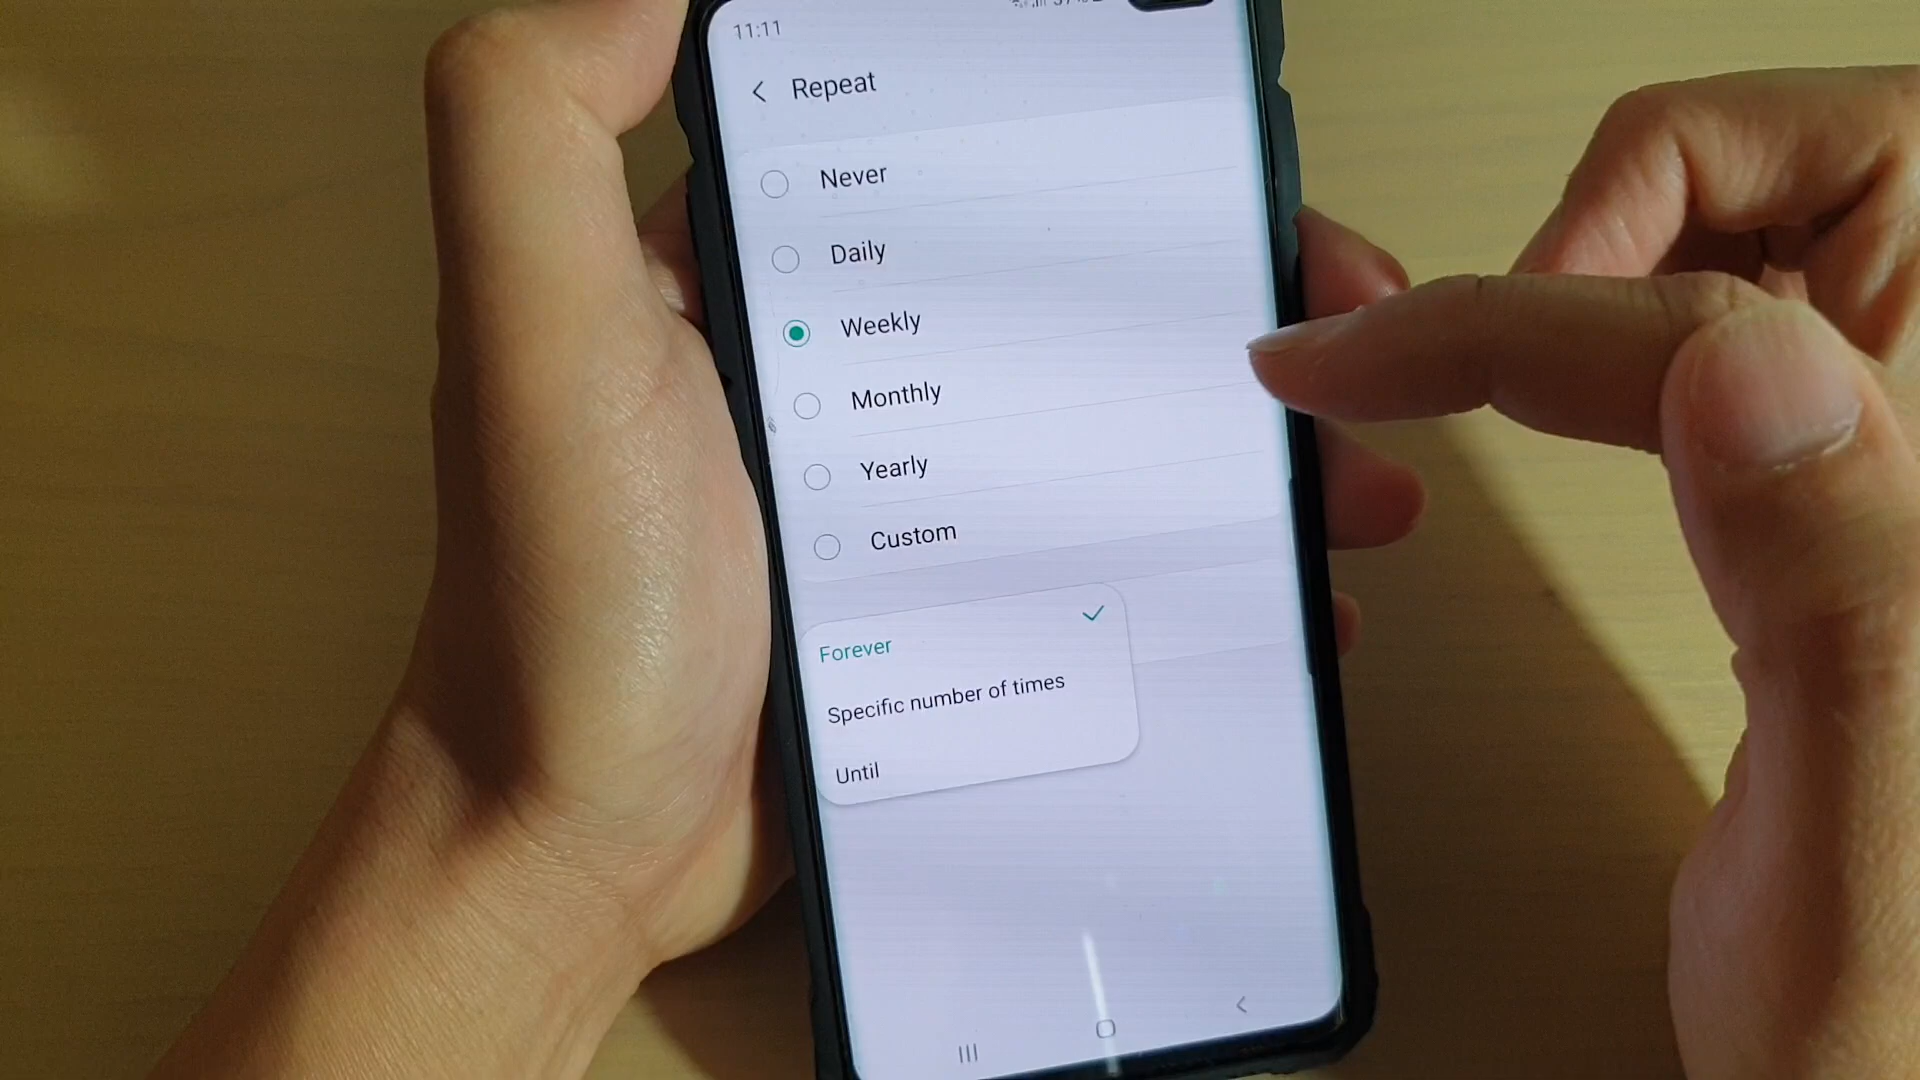 11:11
Repeat
Never
Daily
Weekly
Monthly
Yearly
Custom
Forever
Specific number of times
Until